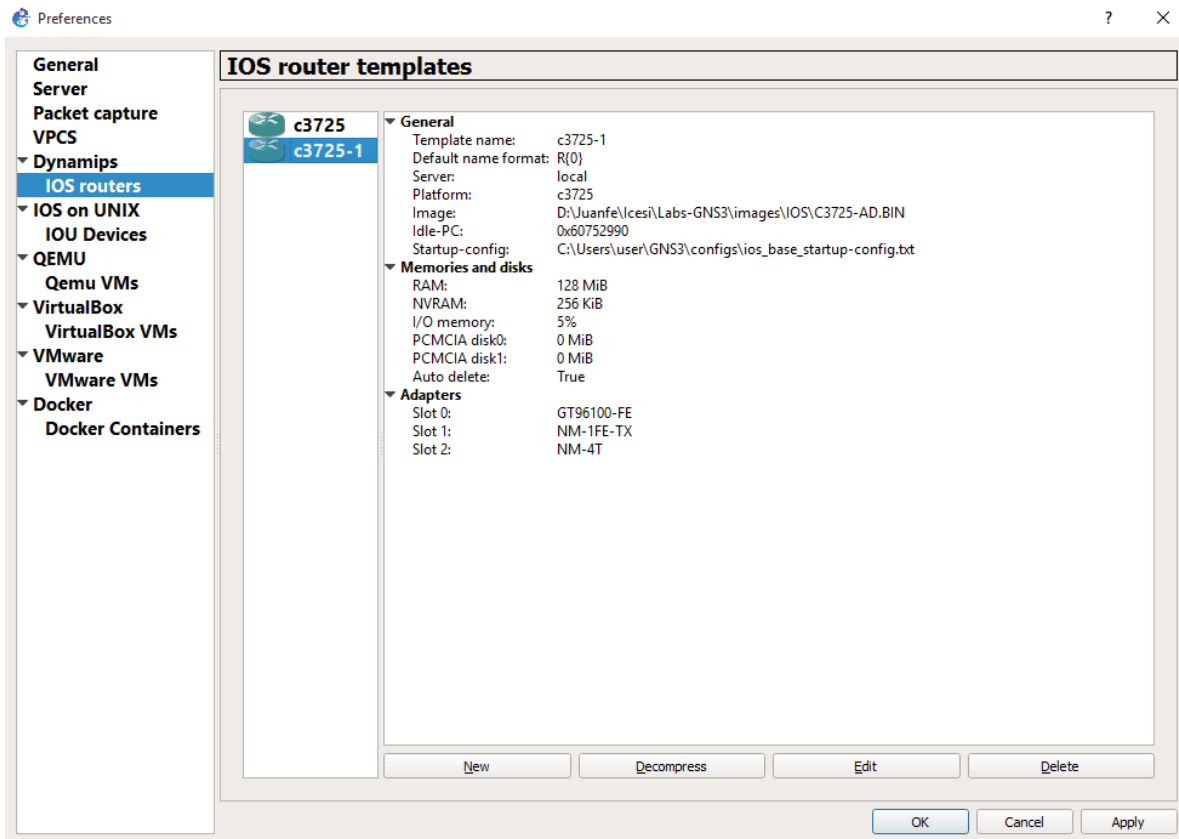 Preferences
?
General
Server
Packet capture
VPCS
Dynamips
IOS routers
IOS on UNIX
IOU Devices
QEMU
Qemu VMs
VirtualBox
VirtualBox VMs
VMware
VMware VMs
Docker
Docker Containers
IOS router templates
c3725
c3725-1
General
Template name: c3725-1
Default name format: R{0}
Server: local
Platform: c3725
Image: D:\Juanfe\Icesi\Labs-GNS3\images\IOS\C3725-AD.BIN
Idle-PC: 0x60752990
Startup-config: C:\Users\user\GNS3\configs\ios_base_startup-config.txt
Memories and disks
RAM: 128 MiB
NVRAM: 256 KiB
I/O memory: 5%
PCMCIA disk0: 0 MiB
PCMCIA disk1: 0 MiB
Auto delete: True
Adapters
Slot 0: GT96100-FE
Slot 1: NM-1FE-TX
Slot 2: NM-4T
New Decompress Edit Delete
OK Cancel Apply